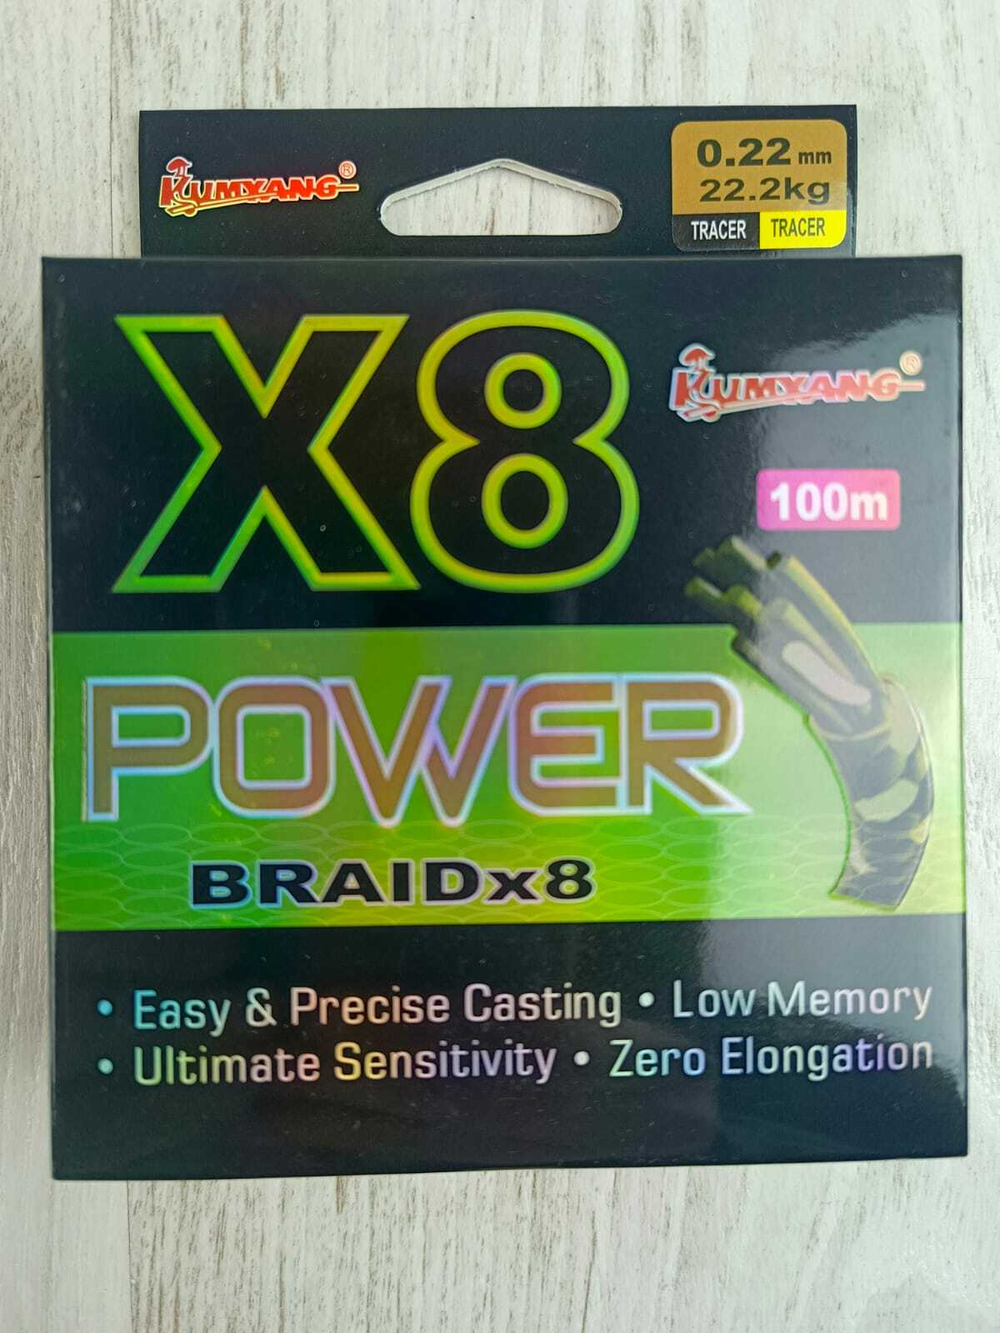 KUMYANG®
0.22 mm
22.2kg
TRACER TRACER
X8
KUMYANG®
100m
POWER
BRAIDx8
• Easy & Precise Casting • Low Memory
• Ultimate Sensitivity • Zero Elongation